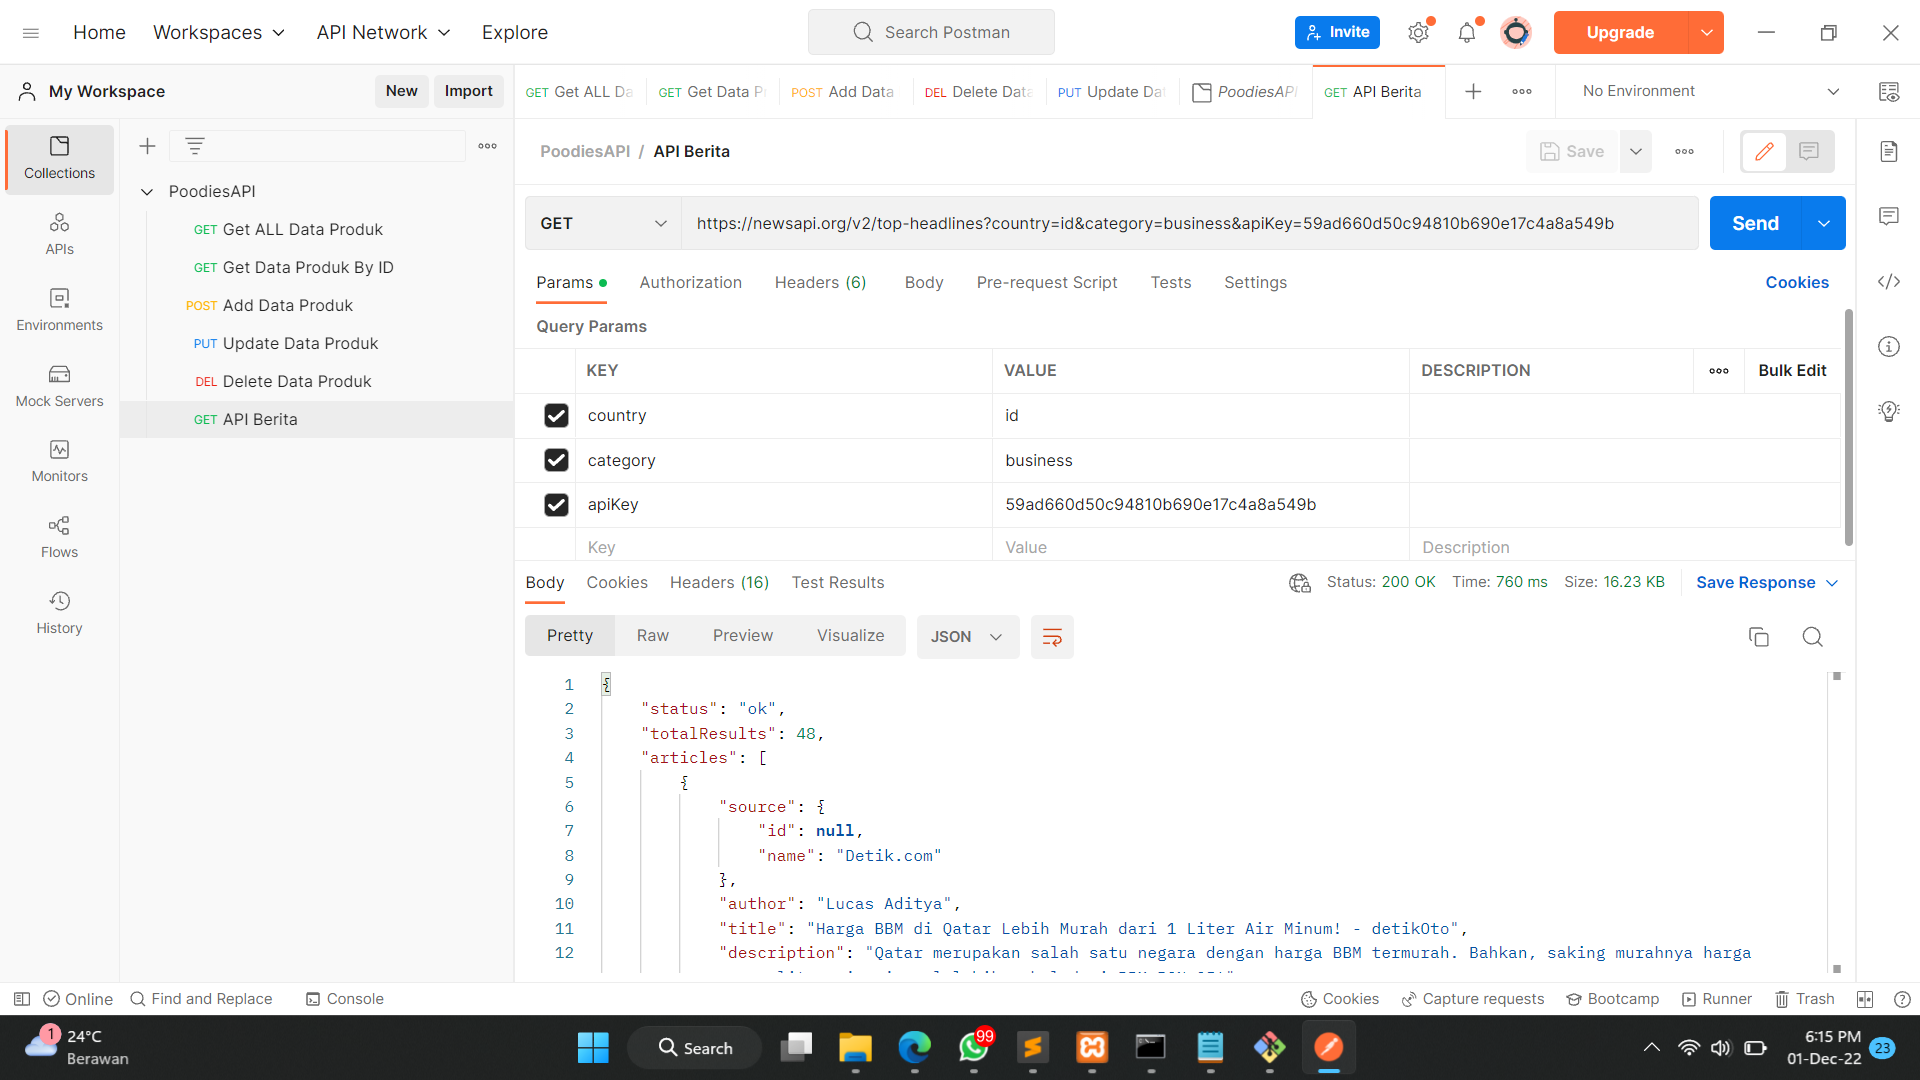 Home Workspaces API Network Explore Search Postman Invite Upgrade
My Workspace New Import
GET Get ALL Da GET Get Data P POST Add Data DEL Delete Data PUT Update Dat PoodiesAPI GET API Berita No Environment
Collections
APIs
Environments
Mock Servers
Monitors
Flows
History
PoodiesAPI
GET Get ALL Data Produk
GET Get Data Produk By ID
POST Add Data Produk
PUT Update Data Produk
DEL Delete Data Produk
GET API Berita
PoodiesAPI / API Berita Save
GET https://newsapi.org/v2/top-headlines?country=id&category=business&apiKey=59ad660d50c94810b690e17c4a8a549b Send
Params Authorization Headers (6) Body Pre-request Script Tests Settings Cookies
Query Params
KEY VALUE DESCRIPTION Bulk Edit
country id
category business
apiKey 59ad660d50c94810b690e17c4a8a549b
Key Value Description
Body Cookies Headers (16) Test Results Status: 200 OK Time: 760 ms Size: 16.23 KB Save Response
Pretty Raw Preview Visualize JSON
1 {
2 "status": "ok",
3 "totalResults": 48,
4 "articles": [
5 {
6 "source": {
7 "id": null,
8 "name": "Detik.com"
9 },
10 "author": "Lucas Aditya",
11 "title": "Harga BBM di Qatar Lebih Murah dari 1 Liter Air Minum! - detikOto",
12 "description": "Qatar merupakan salah satu negara dengan harga BBM termurah. Bahkan, saking murahnya harga
Online Find and Replace Console Cookies Capture requests Bootcamp Runner Trash
1 24°C
Berawan
Search
99
6:15 PM
01-Dec-22
23